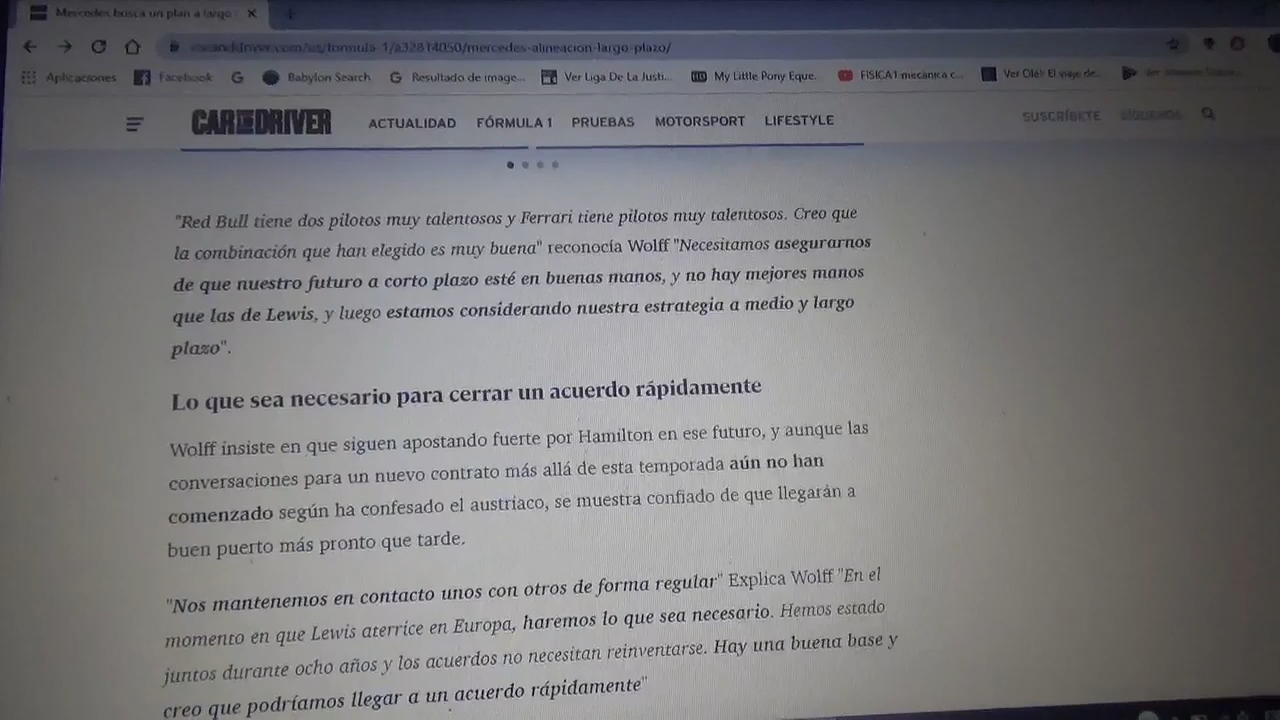 Mercedes busca un plan a largo
caranddriver.com/es/formula-1/a32814050/mercedes-alineacion-largo-plazo/
Aplicaciones Facebook Babylon Search Resultado de image... Ver Liga De La Justi... My Little Pony Eque... FISICA1 mecánica c... Ver Olé! El viaje de...
CAR AND DRIVER ACTUALIDAD FÓRMULA 1 PRUEBAS MOTORSPORT LIFESTYLE SUSCRÍBETE SÍGUENOS
"Red Bull tiene dos pilotos muy talentosos y Ferrari tiene pilotos muy talentosos. Creo que
la combinación que han elegido es muy buena" reconocía Wolff "Necesitamos asegurarnos
de que nuestro futuro a corto plazo esté en buenas manos, y no hay mejores manos
que las de Lewis, y luego estamos considerando nuestra estrategia a medio y largo
plazo".
Lo que sea necesario para cerrar un acuerdo rápidamente
Wolff insiste en que siguen apostando fuerte por Hamilton en ese futuro, y aunque las
conversaciones para un nuevo contrato más allá de esta temporada aún no han
comenzado según ha confesado el austriaco, se muestra confiado de que llegarán a
buen puerto más pronto que tarde.
"Nos mantenemos en contacto unos con otros de forma regular" Explica Wolff "En el
momento en que Lewis aterrice en Europa, haremos lo que sea necesario. Hemos estado
juntos durante ocho años y los acuerdos no necesitan reinventarse. Hay una buena base y
creo que podríamos llegar a un acuerdo rápidamente"